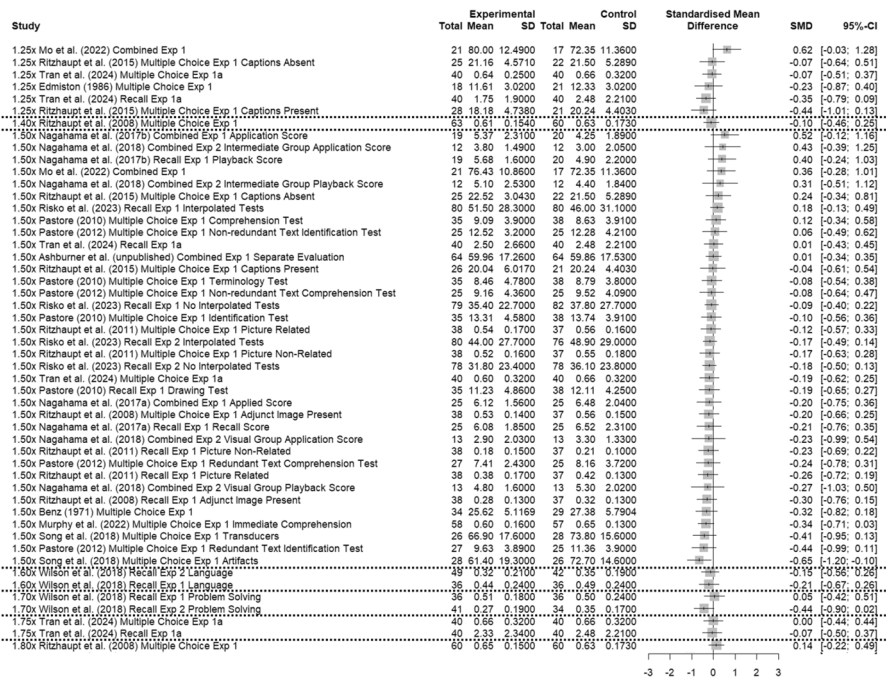 Experimental Control Standardised Mean
Study Total Mean SD Total Mean SD Difference SMD 95%-CI
1.25x Mo et al. (2022) Combined Exp 1 21 80.00 12.4900 17 72.35 11.3600 0.62 [-0.03; 1.28]
1.25x Ritzhaupt et al. (2015) Multiple Choice Exp 1 Captions Absent 25 21.16 4.5710 22 21.50 5.2890 -0.07 [-0.64; 0.51]
1.25x Tran et al. (2024) Multiple Choice Exp 1a 40 0.64 0.2500 40 0.66 0.3200 -0.07 [-0.51; 0.37]
1.25x Edmiston (1986) Multiple Choice Exp 1 18 11.61 3.0200 21 12.33 3.0200 -0.23 [-0.87; 0.40]
1.25x Tran et al. (2024) Recall Exp 1a 40 1.75 1.9000 40 2.48 2.2100 -0.35 [-0.79; 0.09]
1.25x Ritzhaupt et al. (2015) Multiple Choice Exp 1 Captions Present 28 18.18 4.7380 21 20.24 4.4030 -0.44 [-1.01; 0.13]
1.40x Ritzhaupt et al. (2008) Multiple Choice Exp 1 63 0.61 0.1540 60 0.63 0.1730 -0.10 [-0.46; 0.25]
1.50x Nagahama et al. (2017b) Combined Exp 1 Application Score 19 5.37 2.3100 20 4.25 1.8900 0.52 [-0.12; 1.16]
1.50x Nagahama et al. (2018) Combined Exp 2 Intermediate Group Application Score 12 3.80 1.4900 12 3.00 2.0500 0.43 [-0.39; 1.25]
1.50x Nagahama et al. (2017b) Recall Exp 1 Playback Score 19 5.68 1.6000 20 4.90 2.2000 0.40 [-0.24; 1.03]
1.50x Mo et al. (2022) Combined Exp 1 21 76.43 10.8600 17 72.35 11.3600 0.36 [-0.28; 1.01]
1.50x Nagahama et al. (2018) Combined Exp 2 Intermediate Group Playback Score 12 5.10 2.5300 12 4.40 1.8400 0.31 [-0.51; 1.12]
1.50x Ritzhaupt et al. (2015) Multiple Choice Exp 1 Captions Absent 25 22.52 3.0430 22 21.50 5.2890 0.24 [-0.34; 0.81]
1.50x Risko et al. (2023) Recall Exp 1 Interpolated Tests 80 51.50 28.3000 80 46.00 31.1000 0.18 [-0.13; 0.49]
1.50x Pastore (2010) Multiple Choice Exp 1 Comprehension Test 35 9.09 3.9000 38 8.63 3.9100 0.12 [-0.34; 0.58]
1.50x Pastore (2012) Multiple Choice Exp 1 Non-redundant Text Identification Test 25 12.52 3.1000 25 12.28 4.2100 0.06 [-0.49; 0.62]
1.50x Tran et al. (2024) Recall Exp 1a 40 2.50 2.6600 40 2.48 2.2100 0.01 [-0.43; 0.45]
1.50x Ashburner et al. (unpublished) Combined Exp 1 Separate Evaluation 64 59.96 17.2600 64 59.86 17.5300 0.01 [-0.34; 0.35]
1.50x Ritzhaupt et al. (2015) Multiple Choice Exp 1 Captions Present 26 20.04 6.0170 21 20.24 4.4030 -0.04 [-0.61; 0.54]
1.50x Pastore (2010) Multiple Choice Exp 1 Terminology Test 35 8.46 4.7800 38 8.79 3.8000 -0.08 [-0.54; 0.38]
1.50x Pastore (2012) Multiple Choice Exp 1 Non-redundant Text Comprehension Test 25 9.16 4.3600 25 9.52 4.0900 -0.08 [-0.64; 0.47]
1.50x Risko et al. (2023) Recall Exp 1 No Interpolated Tests 79 35.40 22.7000 82 37.80 27.7000 -0.09 [-0.40; 0.22]
1.50x Pastore (2010) Multiple Choice Exp 1 Identification Test 35 13.31 4.5800 38 13.74 3.9100 -0.10 [-0.56; 0.36]
1.50x Ritzhaupt et al. (2011) Multiple Choice Exp 1 Picture Related 38 0.54 0.1700 37 0.56 0.1600 -0.12 [-0.57; 0.33]
1.50x Risko et al. (2023) Recall Exp 2 Interpolated Tests 80 44.00 27.7000 76 48.90 29.0000 -0.17 [-0.49; 0.14]
1.50x Ritzhaupt et al. (2011) Multiple Choice Exp 1 Picture Non-Related 38 0.52 0.1600 37 0.55 0.1800 -0.17 [-0.63; 0.28]
1.50x Risko et al. (2023) Recall Exp 2 No Interpolated Tests 78 31.80 23.4000 78 36.10 23.8000 -0.18 [-0.50; 0.13]
1.50x Tran et al. (2024) Multiple Choice Exp 1a 40 0.60 0.3200 40 0.66 0.3200 -0.19 [-0.62; 0.25]
1.50x Pastore (2010) Recall Exp 1 Drawing Test 35 11.23 4.8600 38 12.11 4.2500 -0.19 [-0.65; 0.27]
1.50x Nagahama et al. (2017a) Combined Exp 1 Applied Score 25 6.12 1.5600 25 6.48 2.0400 -0.20 [-0.75; 0.36]
1.50x Ritzhaupt et al. (2008) Multiple Choice Exp 1 Adjunct Image Present 38 0.53 0.1400 37 0.56 0.1500 -0.20 [-0.66; 0.25]
1.50x Nagahama et al. (2017a) Recall Exp 1 Recall Score 25 6.08 1.8500 25 6.52 2.3100 -0.21 [-0.76; 0.35]
1.50x Nagahama et al. (2018) Combined Exp 2 Visual Group Application Score 13 2.90 2.0300 13 3.30 1.3300 -0.23 [-0.99; 0.54]
1.50x Ritzhaupt et al. (2011) Recall Exp 1 Picture Non-Related 38 0.18 0.1500 37 0.21 0.1000 -0.23 [-0.69; 0.22]
1.50x Pastore (2012) Multiple Choice Exp 1 Redundant Text Comprehension Test 27 7.41 2.4300 25 8.16 3.7200 -0.24 [-0.78; 0.31]
1.50x Ritzhaupt et al. (2011) Recall Exp 1 Picture Related 38 0.38 0.1700 37 0.42 0.1300 -0.26 [-0.72; 0.19]
1.50x Nagahama et al. (2018) Combined Exp 2 Visual Group Playback Score 13 4.80 1.6000 13 5.30 2.0200 -0.27 [-1.03; 0.50]
1.50x Ritzhaupt et al. (2008) Recall Exp 1 Adjunct Image Present 38 0.28 0.1300 37 0.32 0.1300 -0.30 [-0.76; 0.15]
1.50x Benz (1971) Multiple Choice Exp 1 34 25.62 5.1169 29 27.38 5.7904 -0.32 [-0.82; 0.18]
1.50x Murphy et al. (2022) Multiple Choice Exp 1 Immediate Comprehension 58 0.60 0.1600 57 0.65 0.1300 -0.34 [-0.71; 0.03]
1.50x Song et al. (2018) Multiple Choice Exp 1 Transducers 26 66.90 17.6000 28 73.80 15.6000 -0.41 [-0.95; 0.13]
1.50x Pastore (2012) Multiple Choice Exp 1 Redundant Text Identification Test 27 9.63 3.8900 25 11.36 3.9000 -0.44 [-0.99; 0.11]
1.50x Song et al. (2018) Multiple Choice Exp 1 Artifacts 28 61.40 19.3000 26 72.70 14.6000 -0.65 [-1.20; -0.10]
1.60x Wilson et al. (2018) Recall Exp 2 Language 49 0.32 0.2100 42 0.35 0.1900 -0.15 [-0.56; 0.26]
1.60x Wilson et al. (2018) Recall Exp 1 Language 36 0.44 0.2400 36 0.49 0.2400 -0.21 [-0.67; 0.26]
1.70x Wilson et al. (2018) Recall Exp 1 Problem Solving 36 0.51 0.1800 36 0.50 0.2400 0.05 [-0.42; 0.51]
1.70x Wilson et al. (2018) Recall Exp 2 Problem Solving 41 0.27 0.1900 34 0.35 0.1700 -0.44 [-0.90; 0.02]
1.75x Tran et al. (2024) Multiple Choice Exp 1a 40 0.66 0.3200 40 0.66 0.3200 0.00 [-0.44; 0.44]
1.75x Tran et al. (2024) Recall Exp 1a 40 2.33 2.3400 40 2.48 2.2100 -0.07 [-0.50; 0.37]
1.80x Ritzhaupt et al. (2008) Multiple Choice Exp 1 60 0.65 0.1500 60 0.63 0.1730 0.14 [-0.22; 0.49]
-3 -2 -1 0 1 2 3